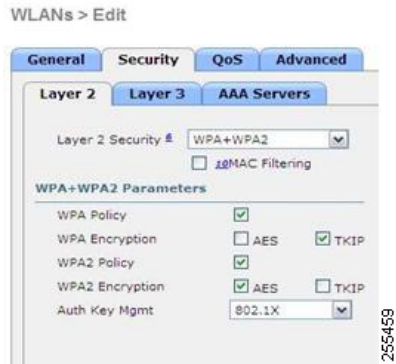 WLANs > Edit
General Security QoS Advanced
Layer 2 Layer 3 AAA Servers
Layer 2 Security 6 WPA+WPA2
10MAC Filtering
WPA+WPA2 Parameters
WPA Policy
WPA Encryption AES TKIP
WPA2 Policy
WPA2 Encryption AES TKIP
Auth Key Mgmt 802.1X
255459